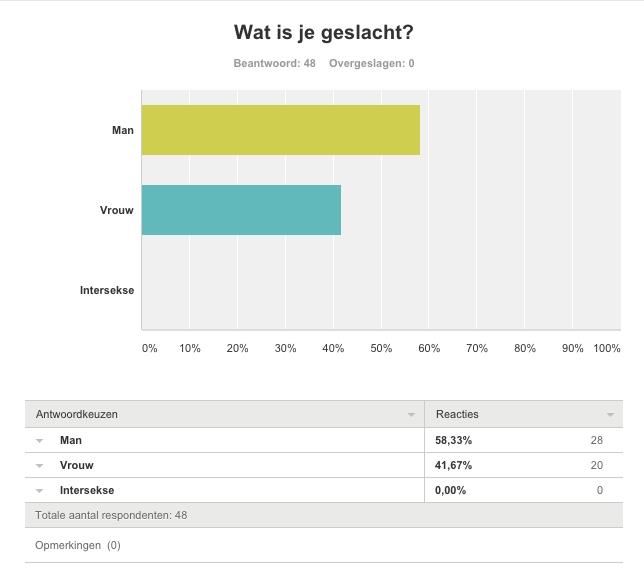 Wat is je geslacht?
Beantwoord: 48 Overgeslagen: 0
Man
Vrouw
Intersekse
0% 10% 20% 30% 40% 50% 60% 70% 80% 90% 100%
Antwoordkeuzen Reacties
Man 58,33% 28
Vrouw 41,67% 20
Intersekse 0,00% 0
Totale aantal respondenten: 48
Opmerkingen (0)